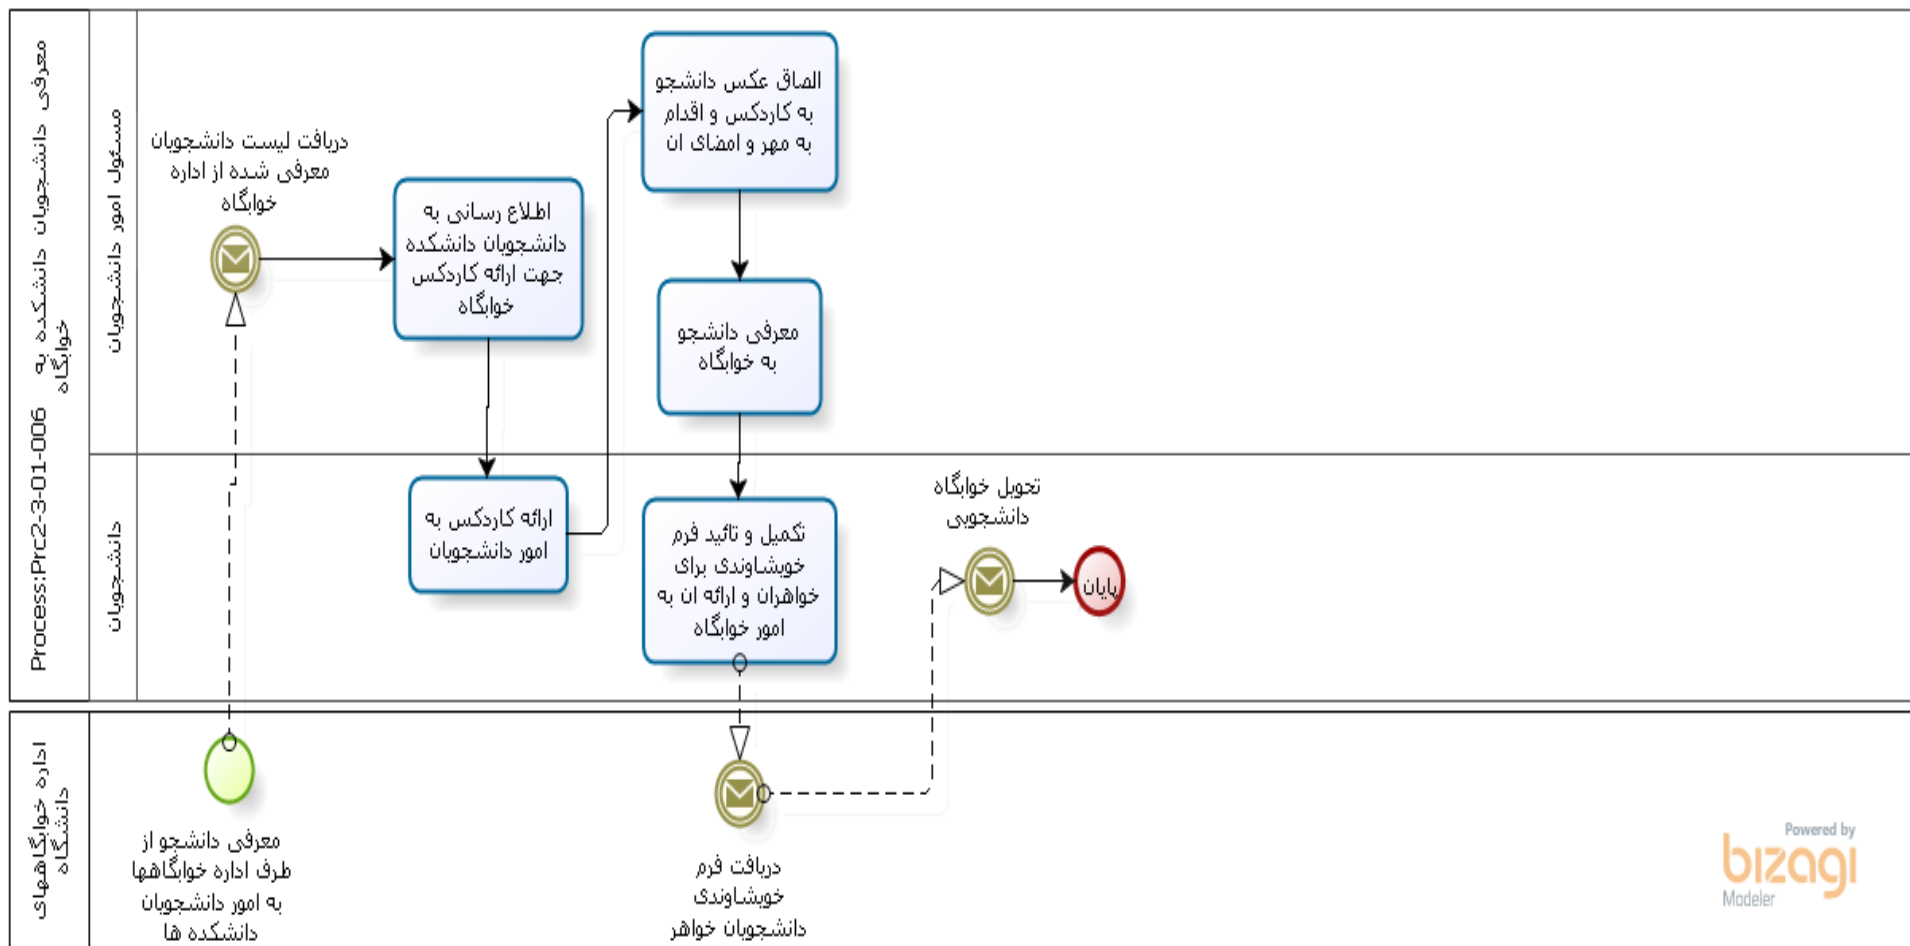 Process:Prc2-3-01-006 معرفی دانشجویان دانشکده به
خوابگاه
مسئول امور دانشجویان
دریافت لیست دانشجویان
معرفی شده از اداره
خوابگاه
اطلاع رسانی به
دانشجویان دانشکده
جهت ارائه کاردکس
خوابگاه
الصاق عکس دانشجو
به کاردکس و اقدام
به مهر و امضای ان
معرفی دانشجو
به خوابگاه
دانشجویان
ارائه کاردکس به
امور دانشجویان
تکمیل و تائید فرم
خویشاوندی برای
خواهران و ارائه ان به
امور خوابگاه
تحویل خوابگاه
دانشجویی
پایان
اداره خوابگاههای
دانشگاه
معرفی دانشجو از
طرف اداره خوابگاهها
به امور دانشجویان
دانشکده ها
دریافت فرم
خویشاوندی
دانشجویان خواهر
Powered by
bizagi
Modeler